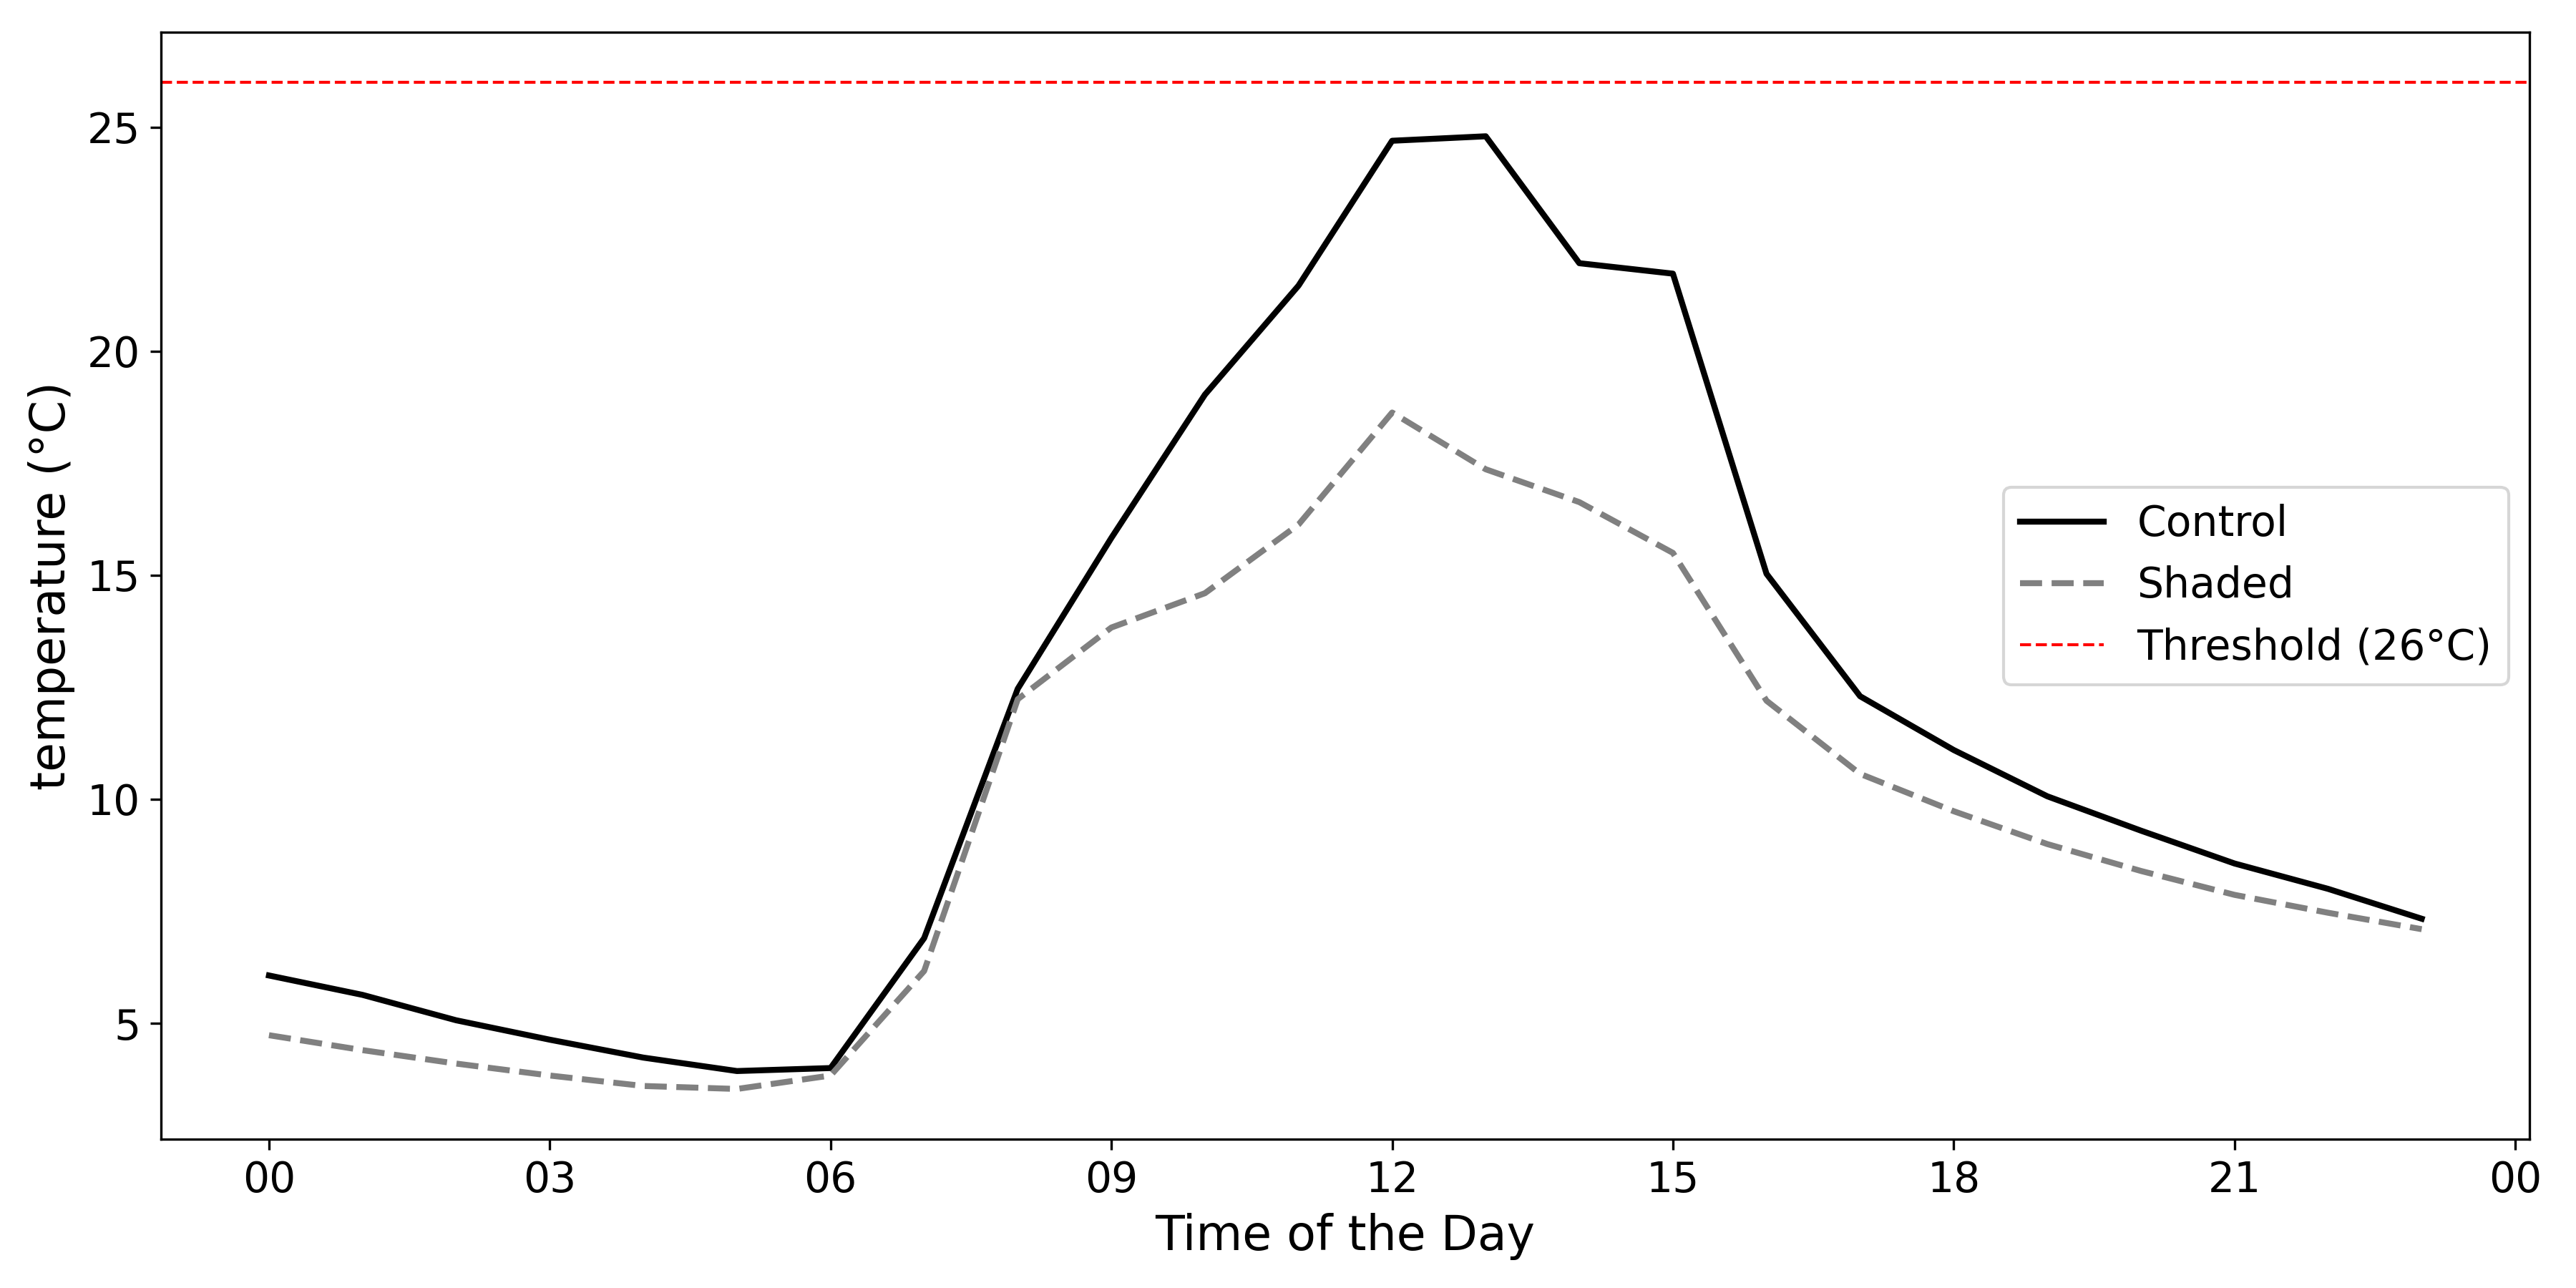 25
20
15
10
5
temperature (°C)
Control
Shaded
Threshold (26°C)
00 03 06 09 12 15 18 21 00
Time of the Day